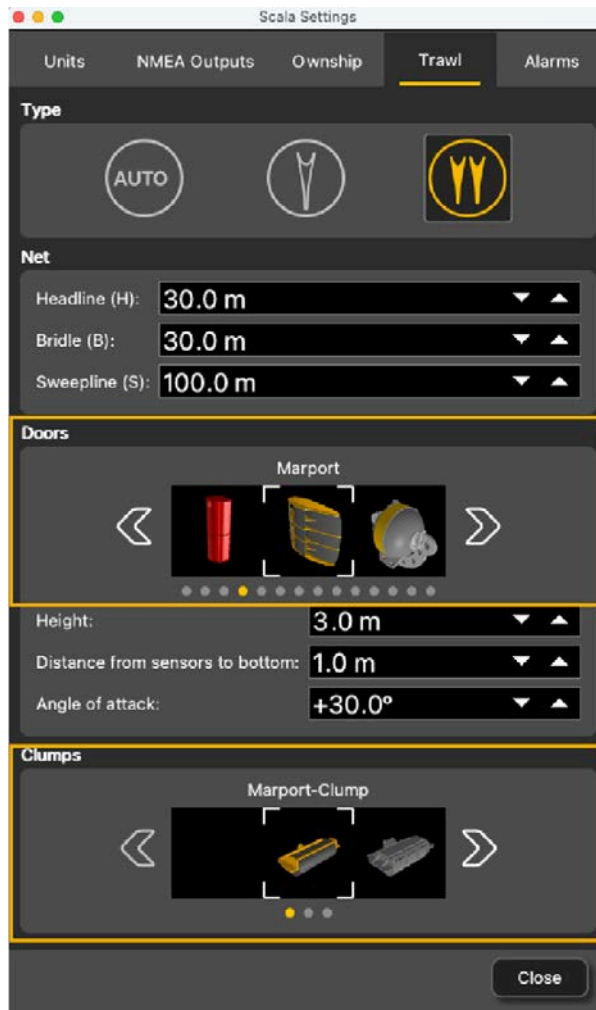 Scala Settings
Units NMEA Outputs Ownship Trawl Alarms
Type
AUTO
Net
Headline (H): 30.0 m
Bridle (B): 30.0 m
Sweepline (S): 100.0 m
Doors
Marport
Height: 3.0 m
Distance from sensors to bottom: 1.0 m
Angle of attack: +30.0°
Clumps
Marport-Clump
Close